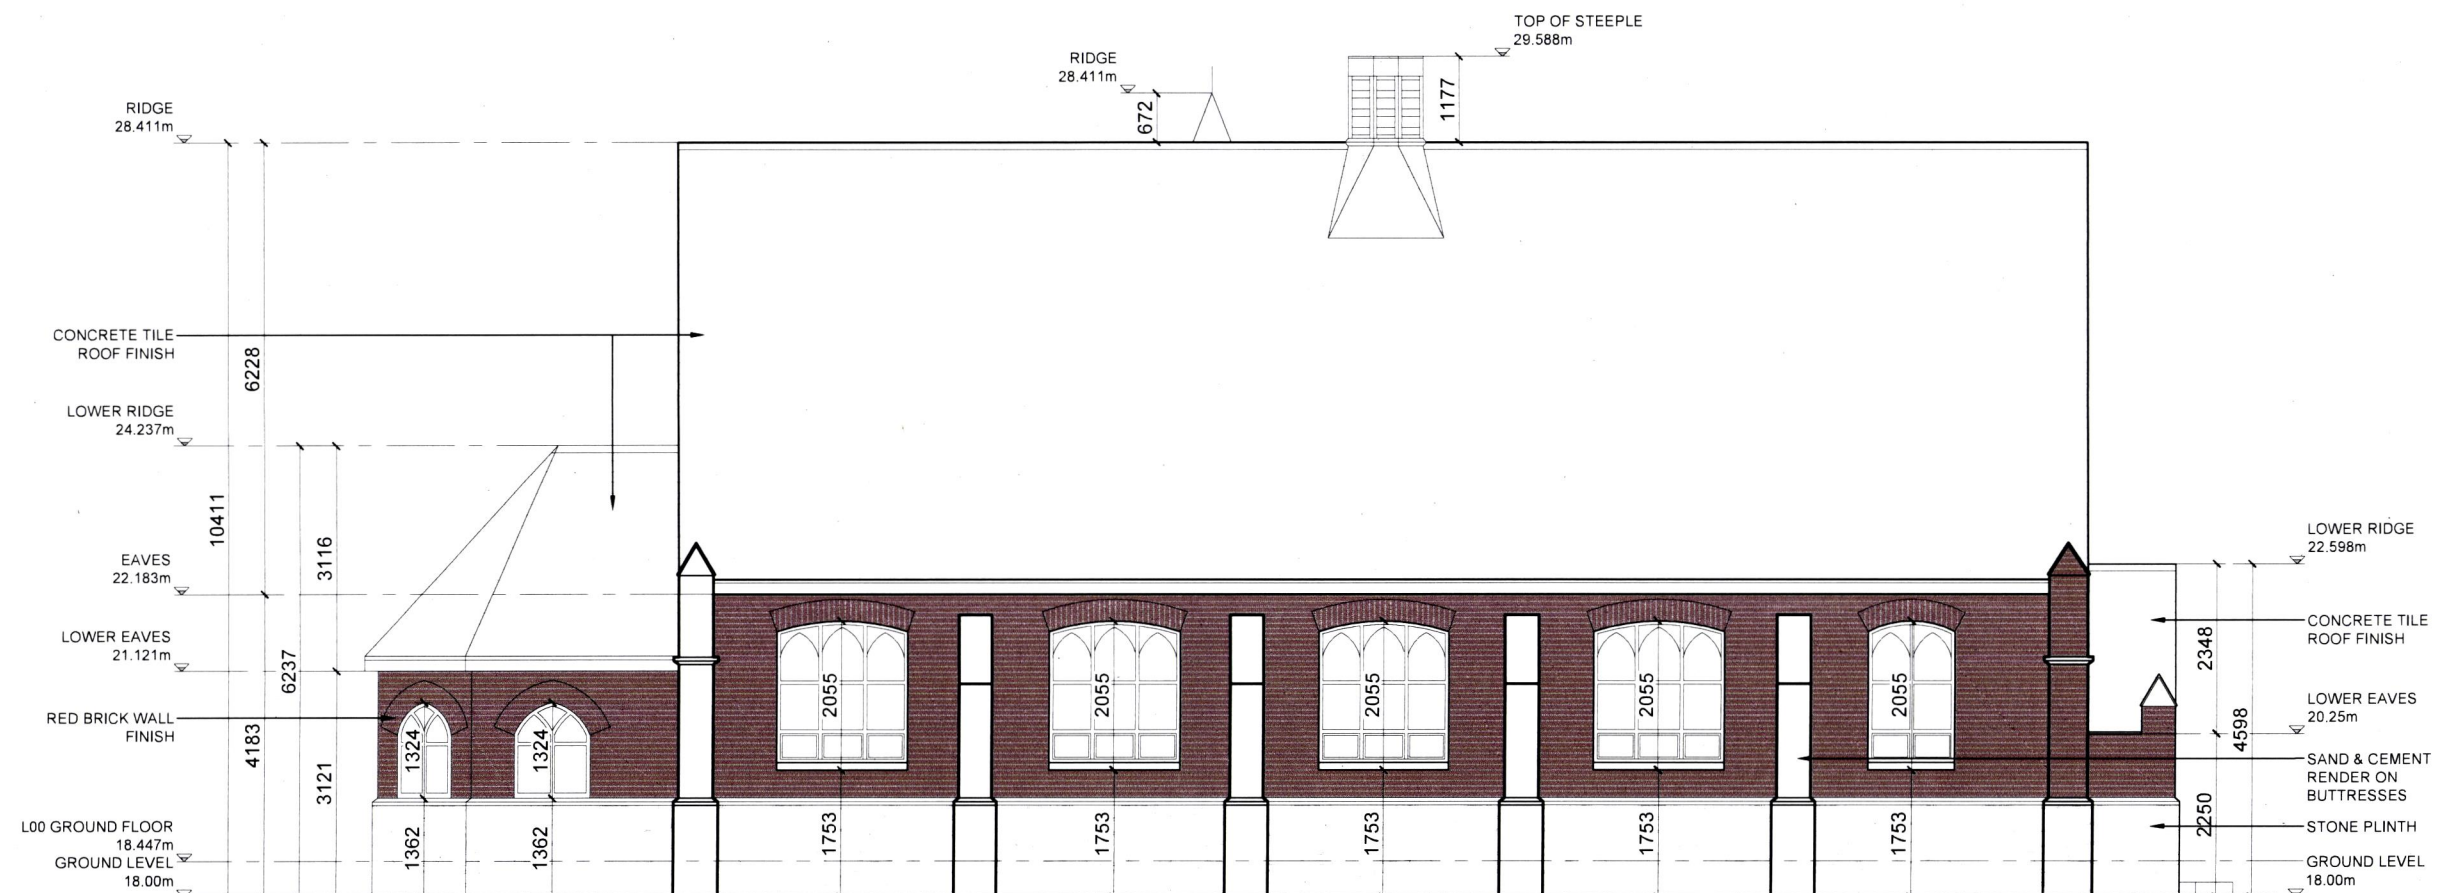 TOP OF STEEPLE
29.588m
RIDGE
28.411m
672
1177
RIDGE
28.411m
CONCRETE TILE
ROOF FINISH
6228
LOWER RIDGE
24.237m
10411
3116
EAVES
22.183m
LOWER EAVES
21.121m
6237
RED BRICK WALL
FINISH
4183
3121
1324
1324
2055
2055
2055
2055
2055
L00 GROUND FLOOR
18.447m
GROUND LEVEL
18.00m
1362
1362
1753
1753
1753
1753
1753
LOWER RIDGE
22.598m
CONCRETE TILE
ROOF FINISH
2348
LOWER EAVES
20.25m
4598
SAND & CEMENT
RENDER ON
BUTTRESSES
2250
STONE PLINTH
GROUND LEVEL
18.00m